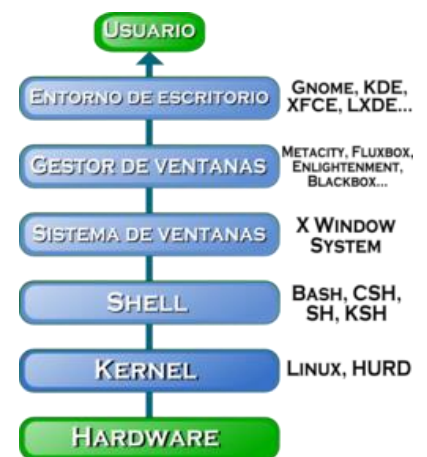 USUARIO
ENTORNO DE ESCRITORIO
GNOME, KDE,
XFCE, LXDE...
GESTOR DE VENTANAS
METACITY, FLUXBOX,
ENLIGHTENMENT,
BLACKBOX...
SISTEMA DE VENTANAS
X WINDOW
SYSTEM
SHELL
BASH, CSH,
SH, KSH
KERNEL
LINUX, HURD
HARDWARE